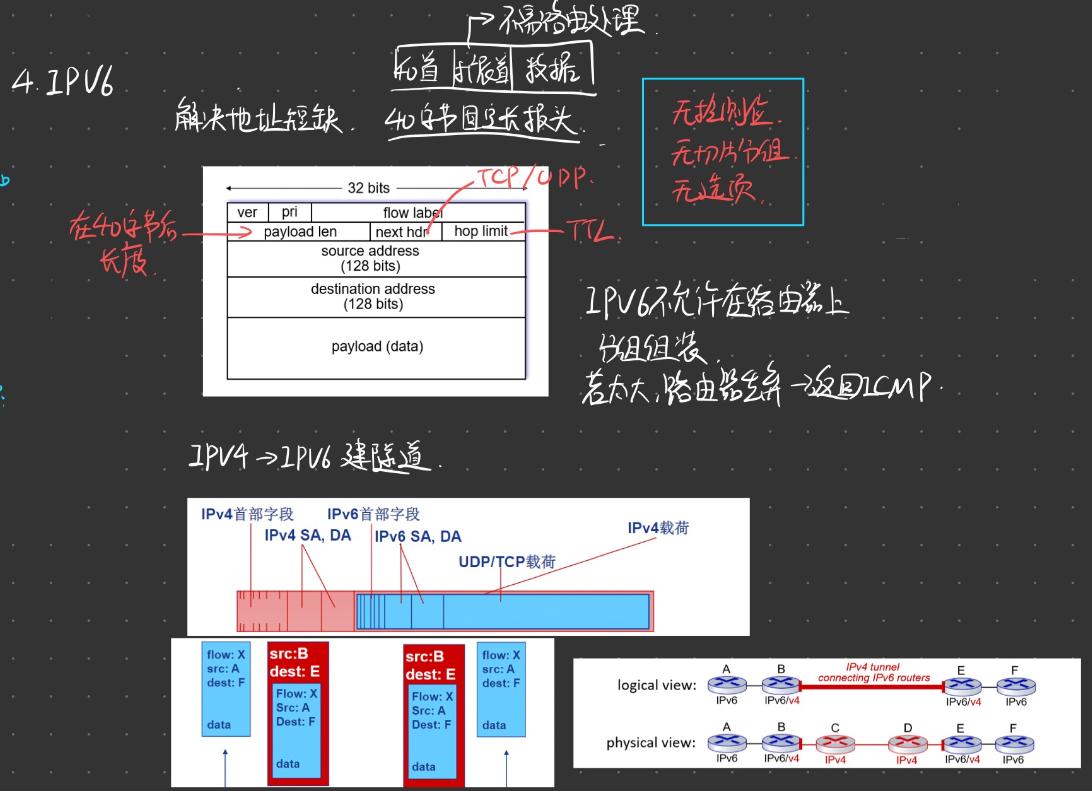 不需路由处理
4.IPV6
40首 扩展首 数据
解决地址短缺. 40字节固定长报头.
无检测临
无切片分组
无选项.
32 bits
TCP/UDP.
ver pri flow label
在40字节后长度.
payload len next hdr hop limit
TTL.
source address
(128 bits)
destination address
(128 bits)
payload (data)
IPV6不允许在路由器上
分组组装.
若太大,路由器丢弃→返回ICMP.
IPV4→IPV6 建隧道.
IPv4首部字段 IPv6首部字段
IPv4 SA, DA IPv6 SA, DA IPv4载荷
UDP/TCP载荷
flow: X
src: A
dest: F
data
src:B
dest: E
Flow: X
Src: A
Dest: F
data
src:B
dest: E
Flow: X
Src: A
Dest: F
data
flow: X
src: A
dest: F
data
IPv4 tunnel
connecting IPv6 routers
A B E F
logical view:
IPv6 IPv6/v4 IPv6/v4 IPv6
A B C D E F
physical view:
IPv6 IPv6/v4 IPv4 IPv4 IPv6/v4 IPv6